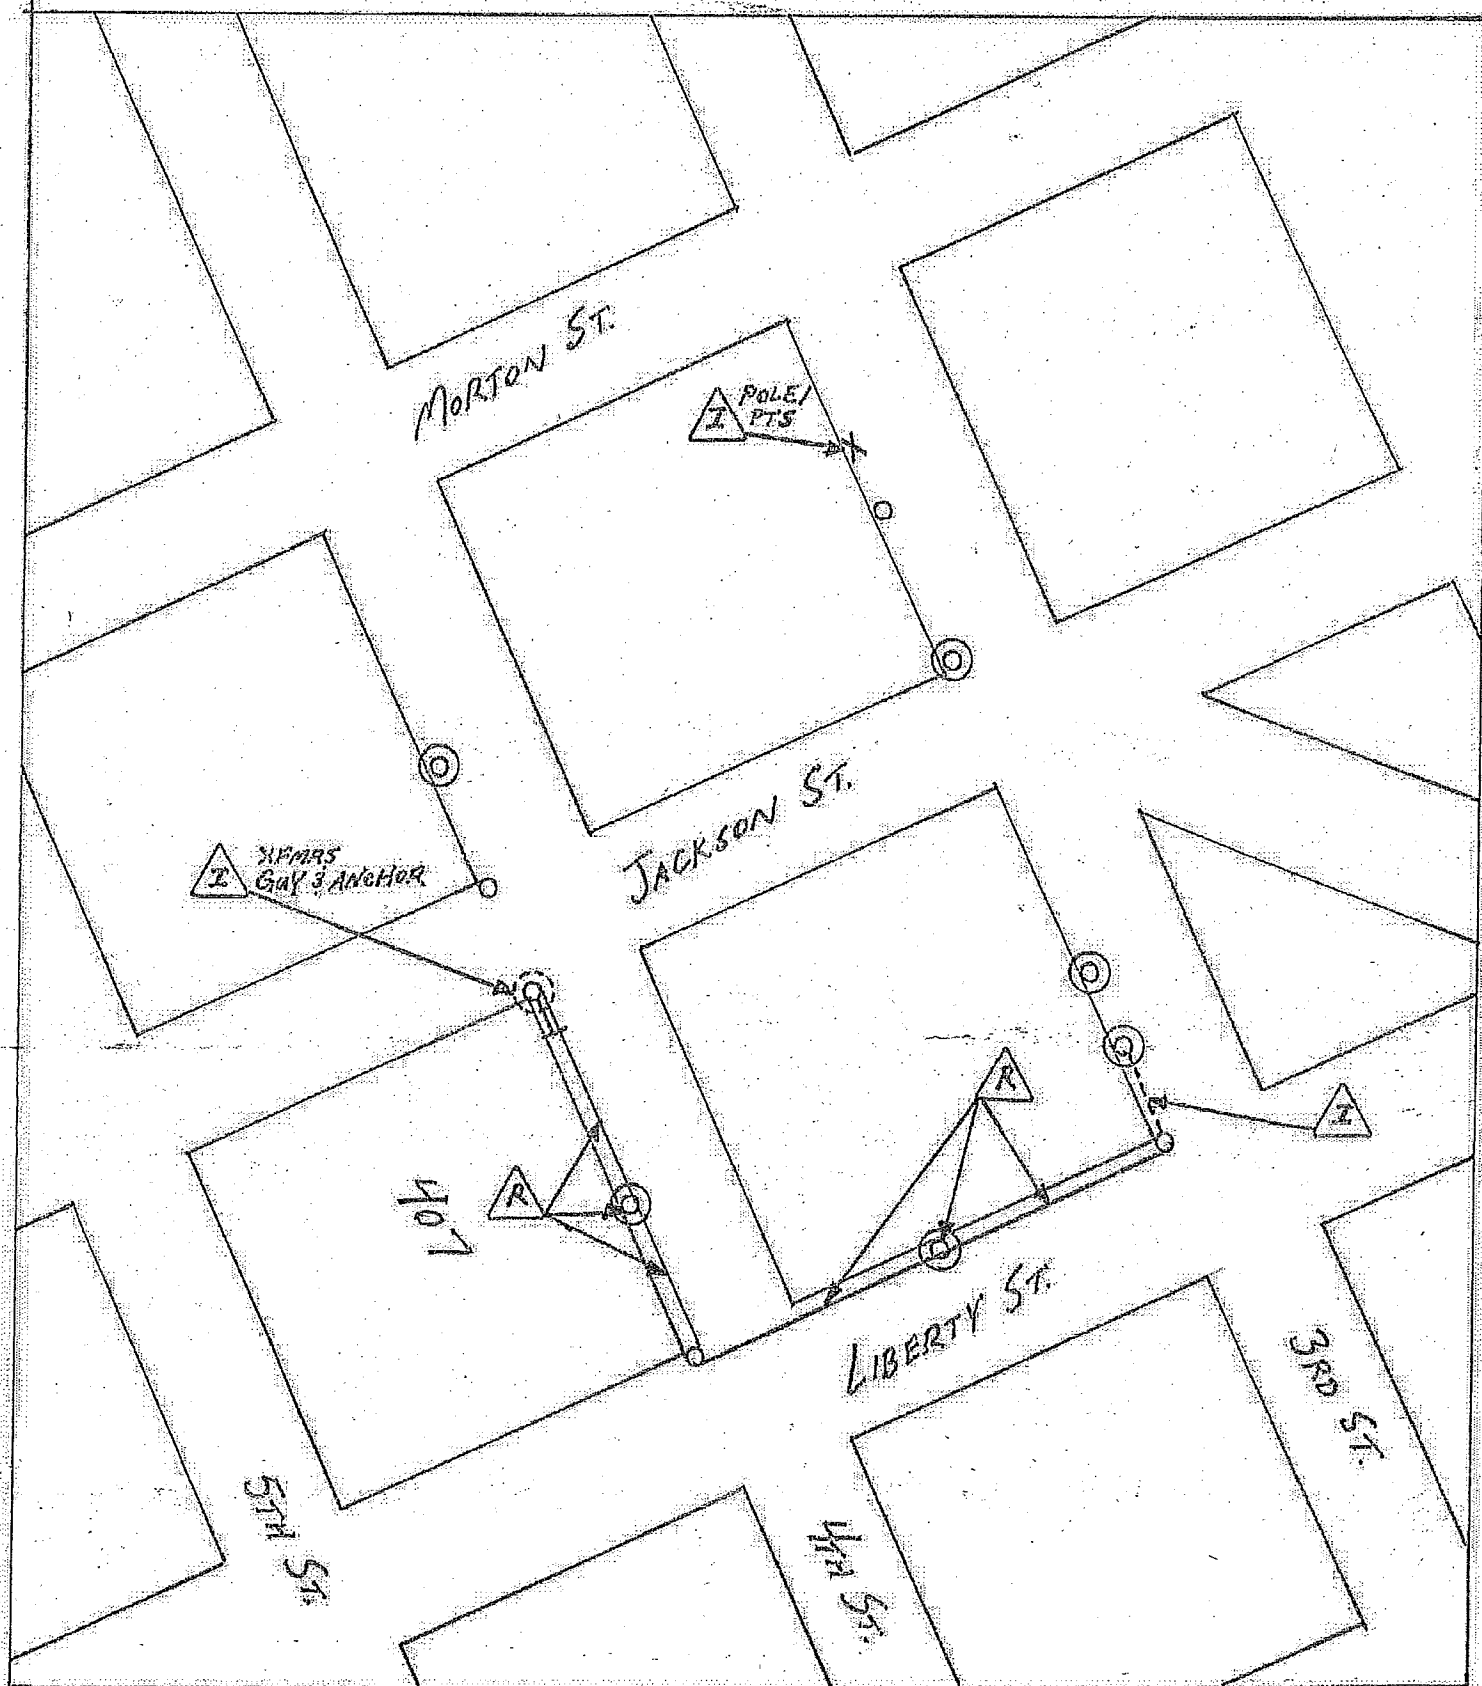 MORTON ST.
I
POLE/
PTS
JACKSON ST.
I
XFMRS
GUY & ANCHOR
R
I
R
407
LIBERTY ST.
3RD ST.
5TH ST.
4TH ST.